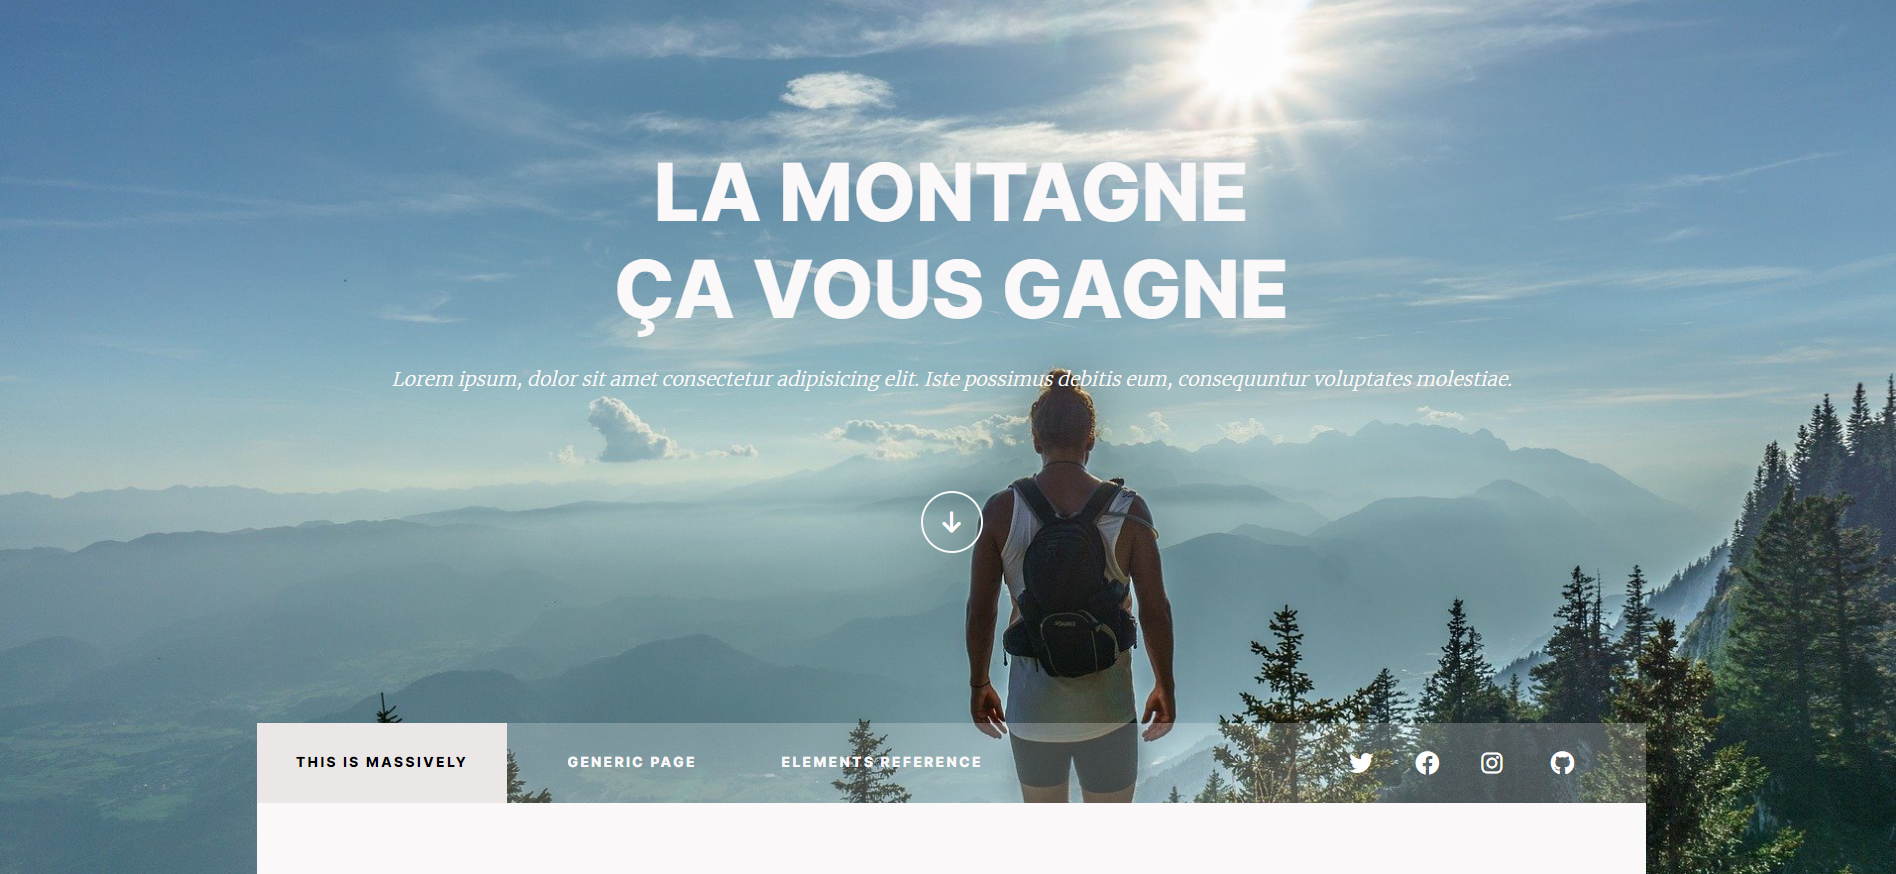 LA MONTAGNE
ÇA VOUS GAGNE
Lorem ipsum, dolor sit amet consectetur adipisicing elit. Iste possimus debitis eum, consequuntur voluptates molestiae.
THIS IS MASSIVELY GENERIC PAGE ELEMENTS REFERENCE